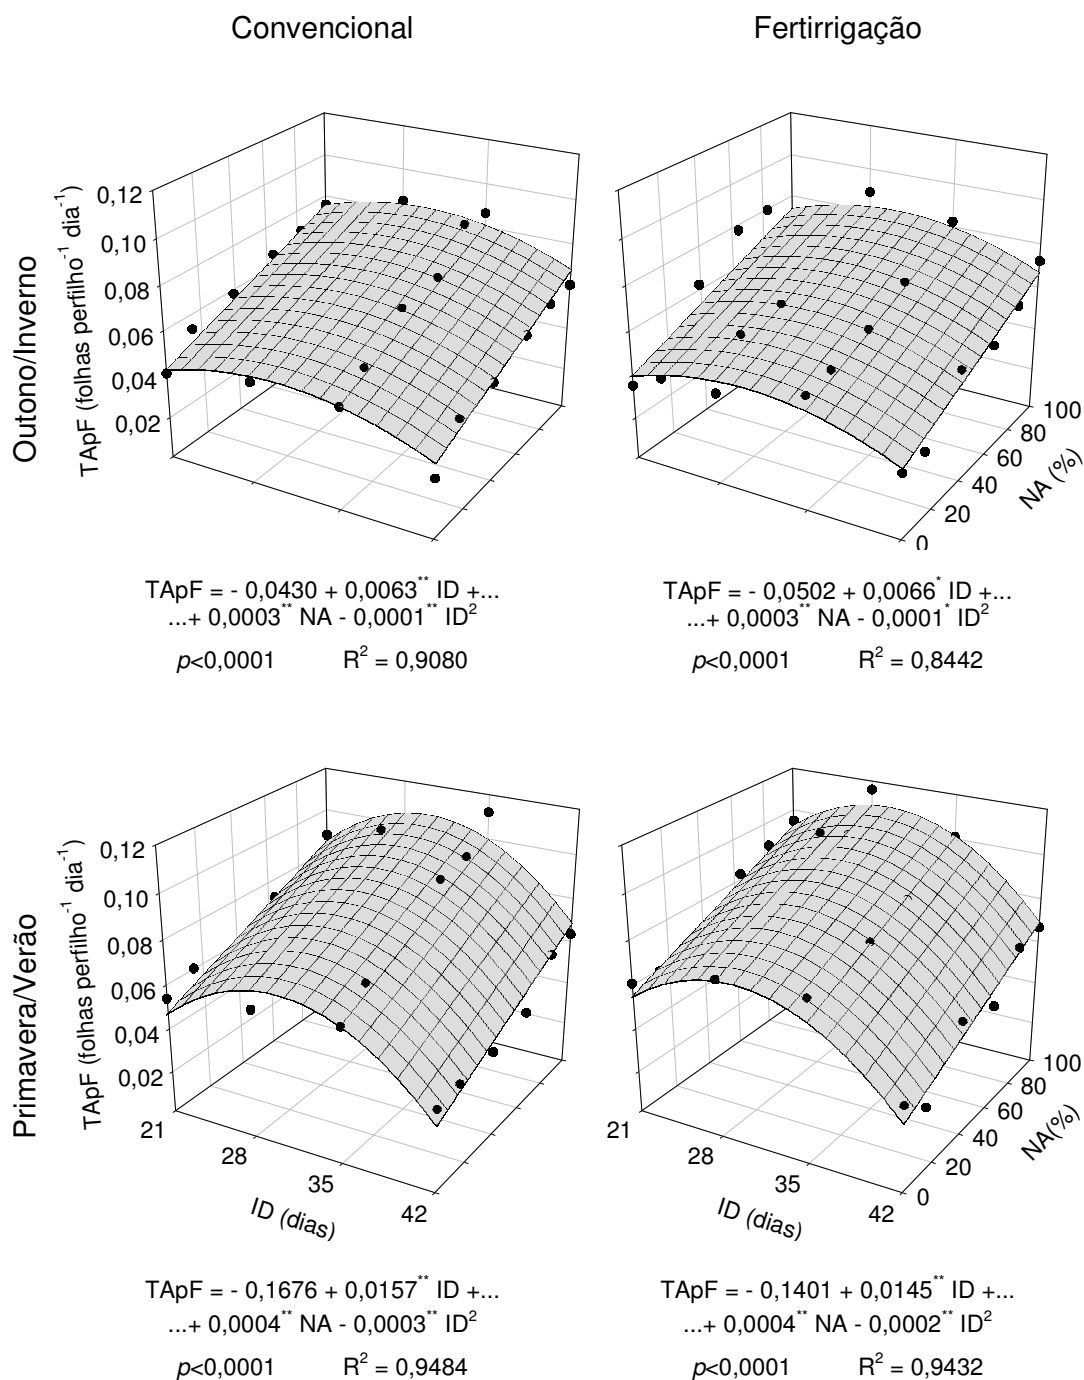 Convencional
Fertirrigação
Outono/Inverno
TApF (folhas perfilho⁻¹ dia⁻¹)
0,12
0,10
0,08
0,06
0,04
0,02
100
80
60
40
20
0
NA (%)
TApF = - 0,0430 + 0,0063** ID +...
...+ 0,0003** NA - 0,0001** ID²
p<0,0001 R² = 0,9080
TApF = - 0,0502 + 0,0066* ID +...
...+ 0,0003** NA - 0,0001* ID²
p<0,0001 R² = 0,8442
Primavera/Verão
TApF (folhas perfilho⁻¹ dia⁻¹)
0,12
0,10
0,08
0,06
0,04
0,02
21
28
35
42
ID (dias)
21
28
35
42
ID (dias)
100
80
60
40
20
0
NA(%)
TApF = - 0,1676 + 0,0157** ID +...
...+ 0,0004** NA - 0,0003** ID²
p<0,0001 R² = 0,9484
TApF = - 0,1401 + 0,0145** ID +...
...+ 0,0004** NA - 0,0002** ID²
p<0,0001 R² = 0,9432